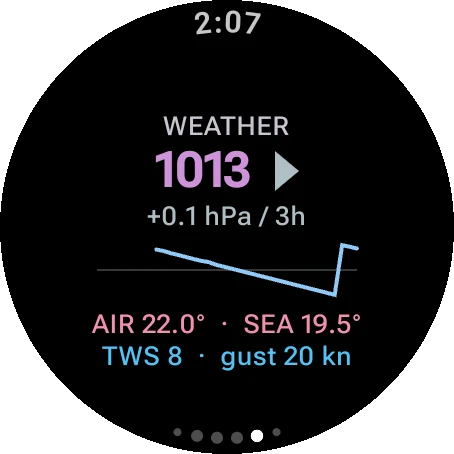 2:07
WEATHER
1013
+0.1 hPa / 3h
AIR 22.0° · SEA 19.5°
TWS 8 · gust 20 kn